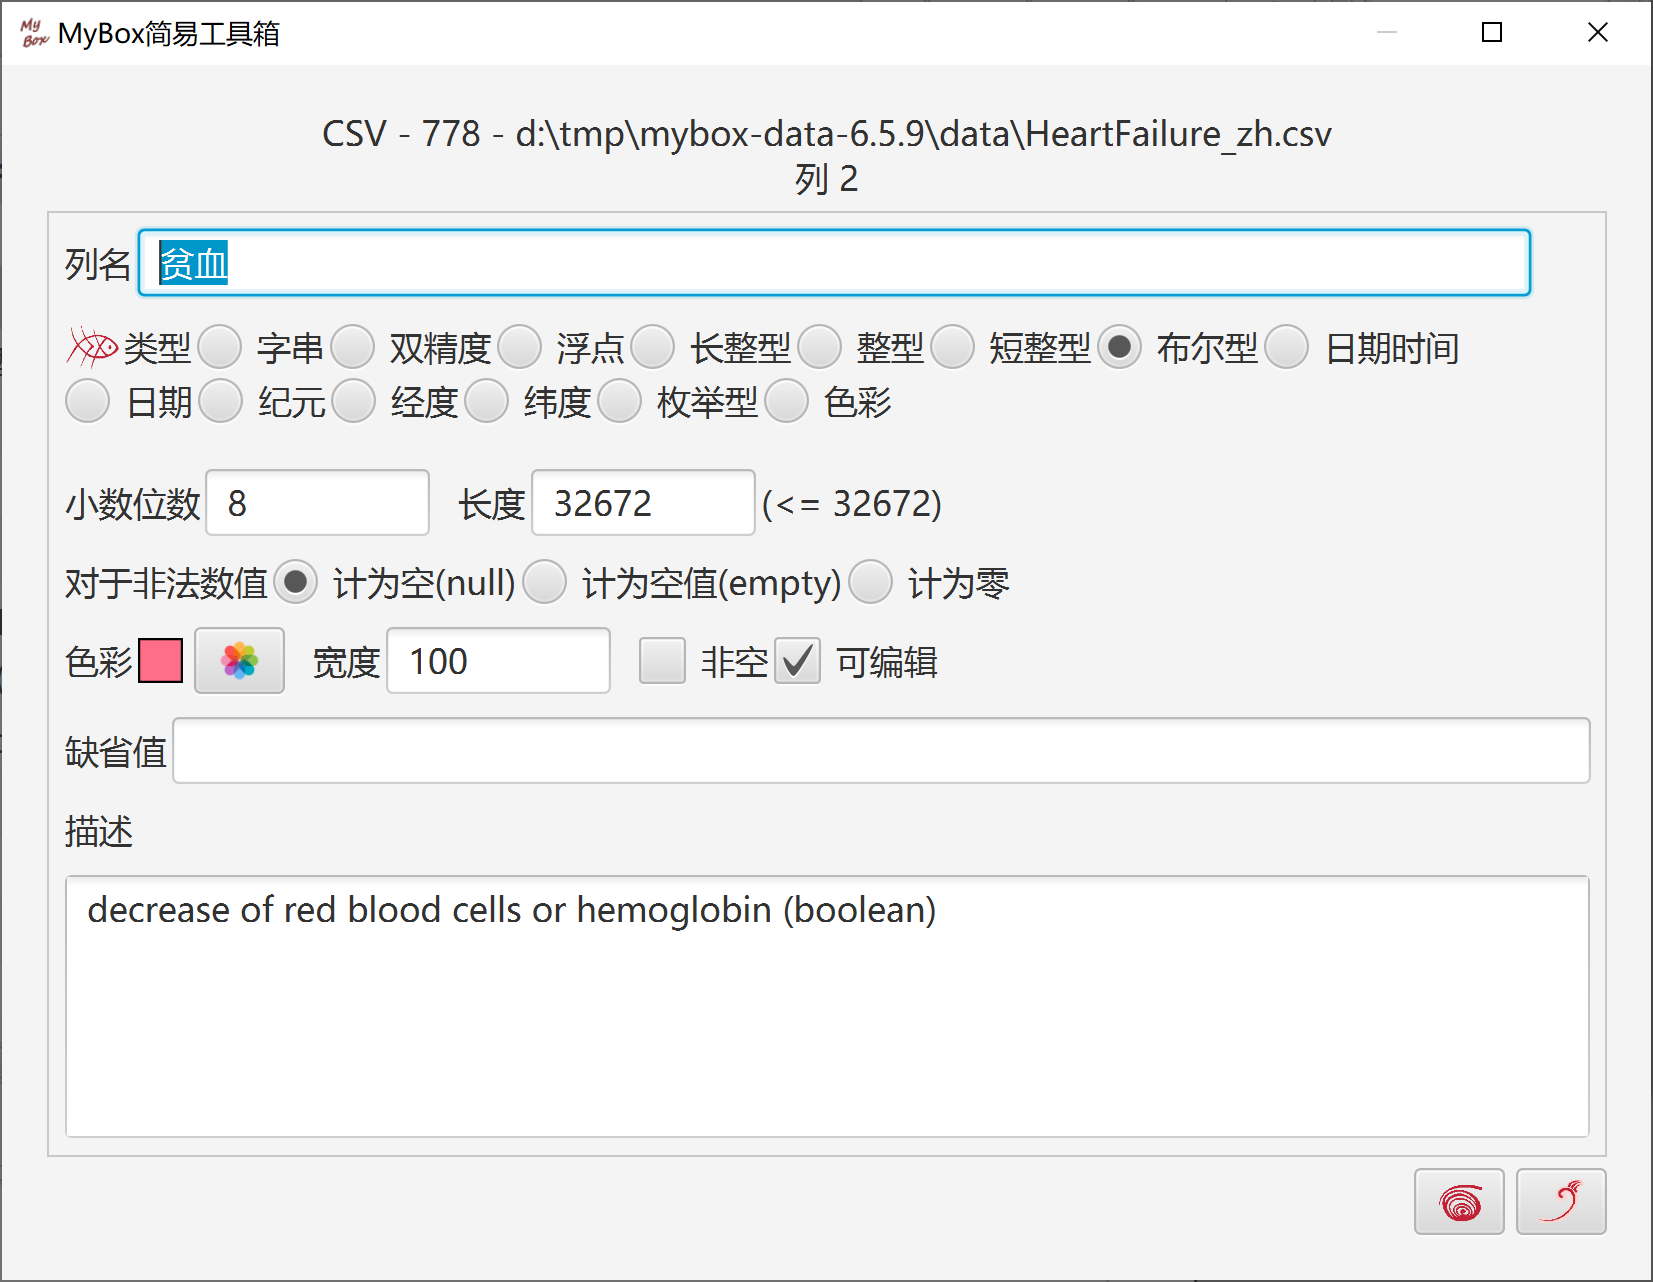 My Box MyBox简易工具箱
CSV - 778 - d:\tmp\mybox-data-6.5.9\data\HeartFailure_zh.csv
列 2
列名 贫血
类型 字串 双精度 浮点 长整型 整型 短整型 布尔型 日期时间
日期 纪元 经度 纬度 枚举型 色彩
小数位数 8 长度 32672 (<= 32672)
对于非法数值 计为空(null) 计为空值(empty) 计为零
色彩 宽度 100 非空 可编辑
缺省值
描述
decrease of red blood cells or hemoglobin (boolean)